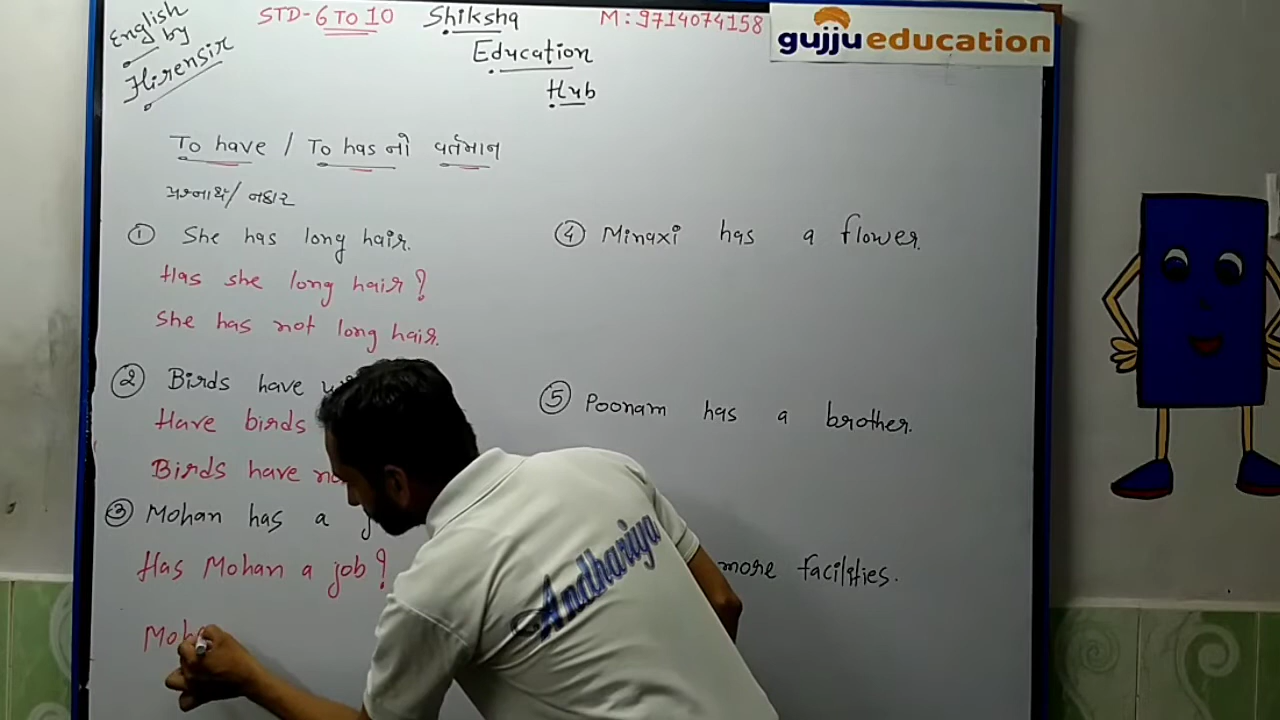 English
by
Hirensir
STD-6 TO 10
Shiksha
Education
Hub
M: 9714074158
gujjueducation
To have / To has નો વર્તમાન
પ્રશ્નાર્થ/ નકાર
① She has long hair.
Has she long hair?
She has not long hair.
② Birds have
Have birds
Birds have
③ Mohan has a
Has Mohan a job?
④ Minaxi has a flower.
⑤ Poonam has a brother.
more facilities.
Andhariya